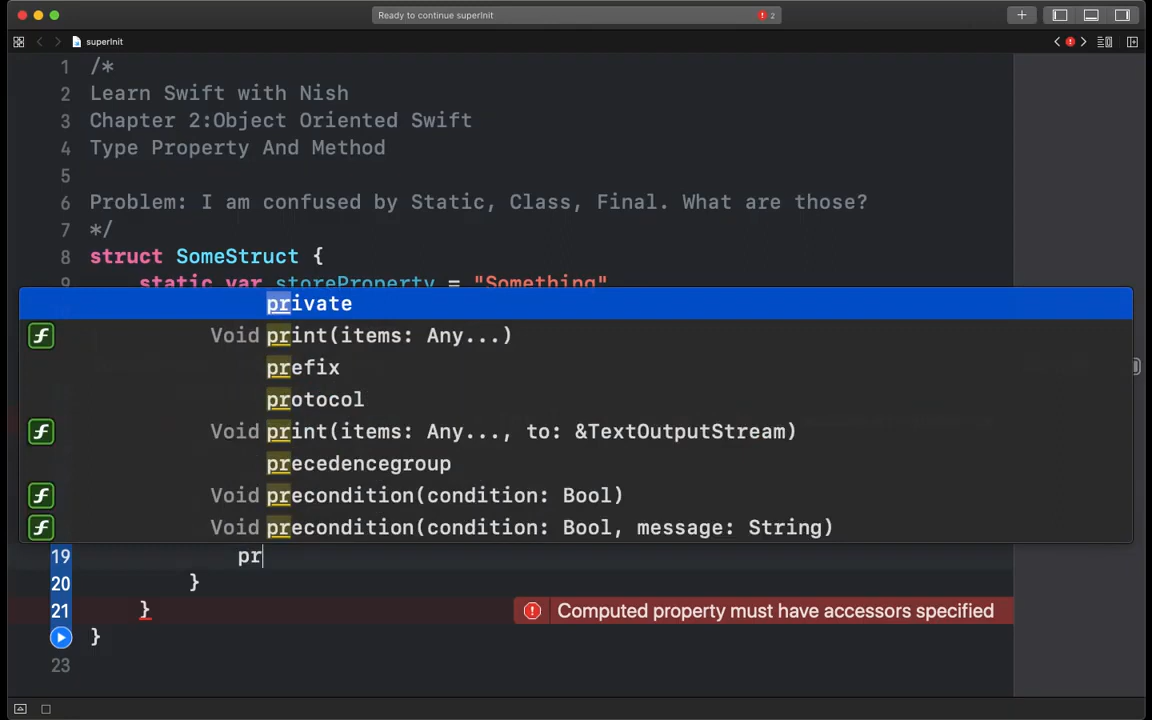 Ready to continue superInit
2
superInit
1 /*
2 Learn Swift with Nish
3 Chapter 2:Object Oriented Swift
4 Type Property And Method
5
6 Problem: I am confused by Static, Class, Final. What are those?
7 */
8 struct SomeStruct {
9 static var storeProperty = "Something"
private
Void print(items: Any...)
prefix
protocol
Void print(items: Any..., to: &TextOutputStream)
precedencegroup
Void precondition(condition: Bool)
Void precondition(condition: Bool, message: String)
19 pr
20 }
21 } Computed property must have accessors specified
}
23